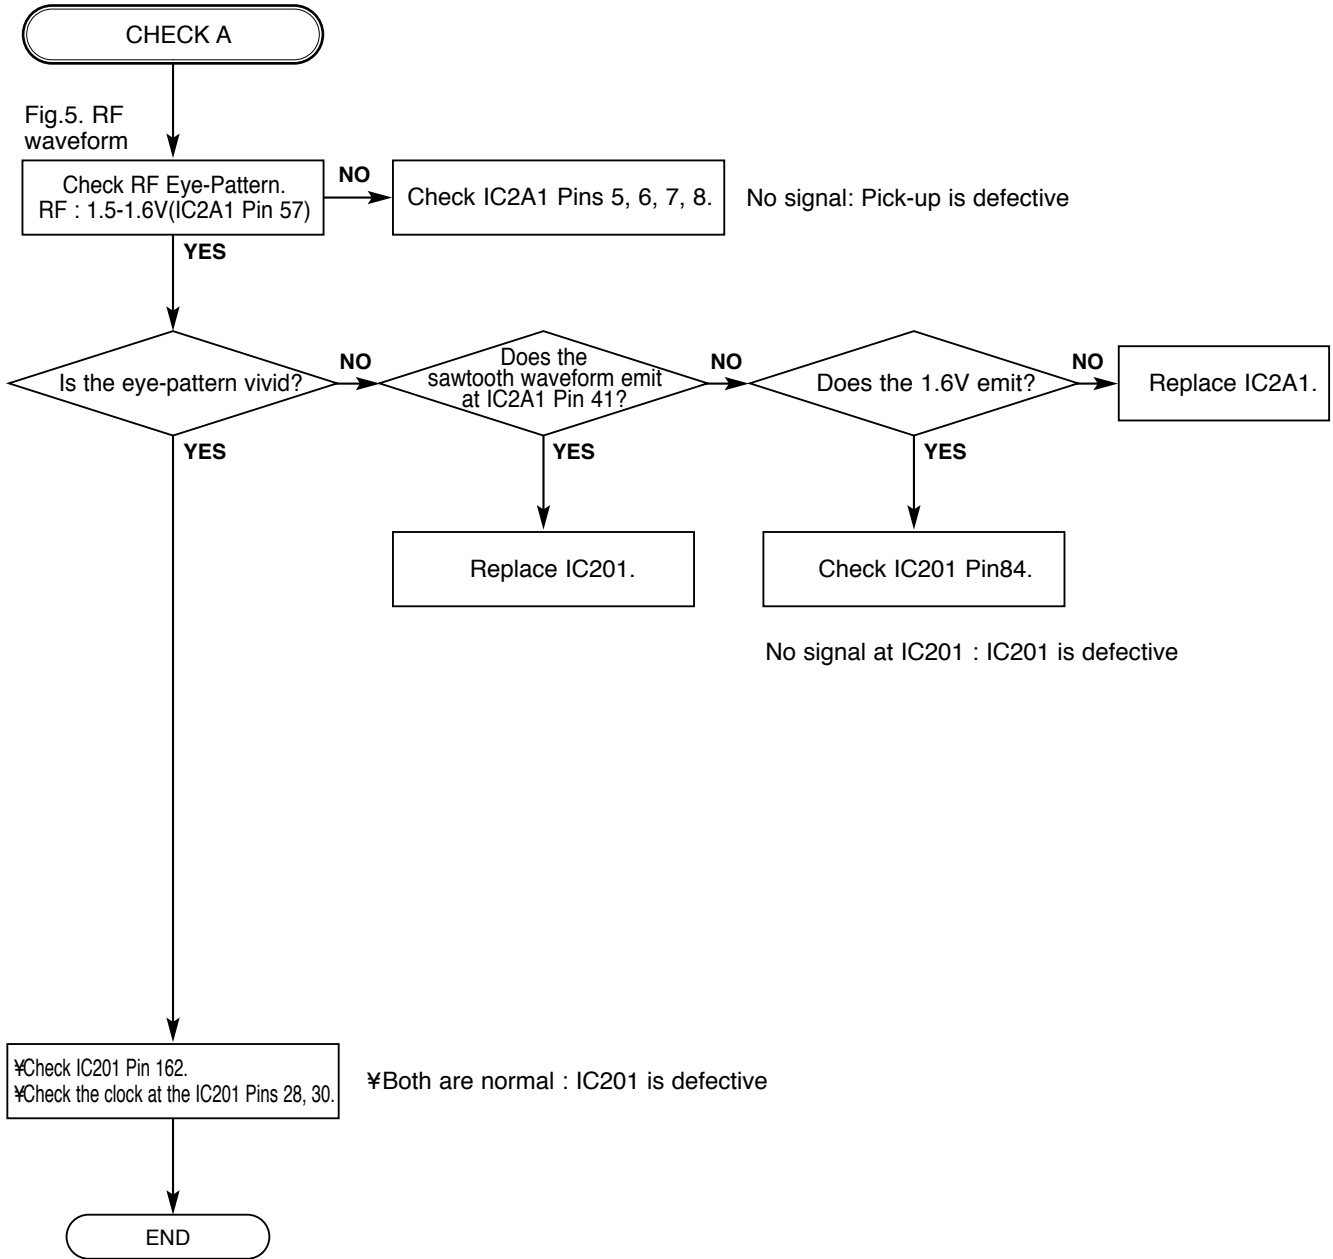 CHECK A
Fig.5. RF
waveform
Check RF Eye-Pattern.
RF : 1.5-1.6V(IC2A1 Pin 57)
NO
Check IC2A1 Pins 5, 6, 7, 8.
No signal: Pick-up is defective
YES
Is the eye-pattern vivid?
NO
Does the
sawtooth waveform emit
at IC2A1 Pin 41?
NO
Does the 1.6V emit?
NO
Replace IC2A1.
YES
YES
YES
Replace IC201.
Check IC201 Pin84.
No signal at IC201 : IC201 is defective
¥Check IC201 Pin 162.
¥Check the clock at the IC201 Pins 28, 30.
¥Both are normal : IC201 is defective
END